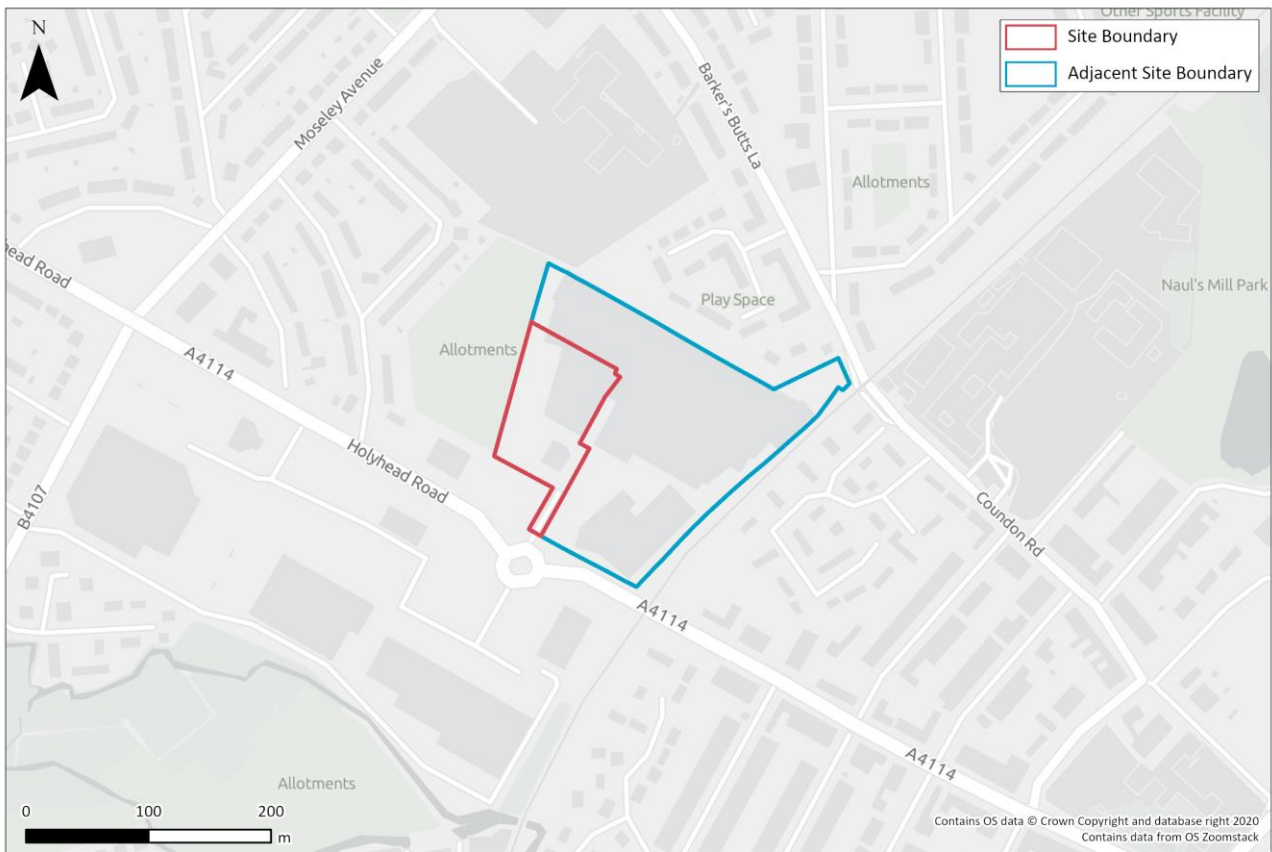 Other Sports Facility
N
Site Boundary
Adjacent Site Boundary
Moseley Avenue
Barker's Butts La
Allotments
head Road
Naul's Mill Park
Play Space
Allotments
A4114
Holyhead Road
B4107
Coundon Rd
A4114
A4114
Allotments
0 100 200
m
Contains OS data © Crown Copyright and database right 2020
Contains data from OS Zoomstack